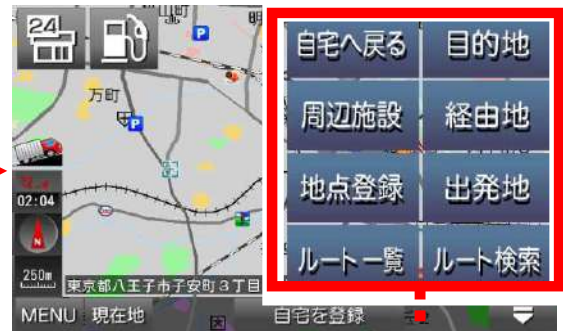 24
万町
02:04
N
250m
東京都八王子市子安町3丁目
自宅へ戻る 目的地
周辺施設 経由地
地点登録 出発地
ルート一覧 ルート検索
MENU 現在地 自宅を登録